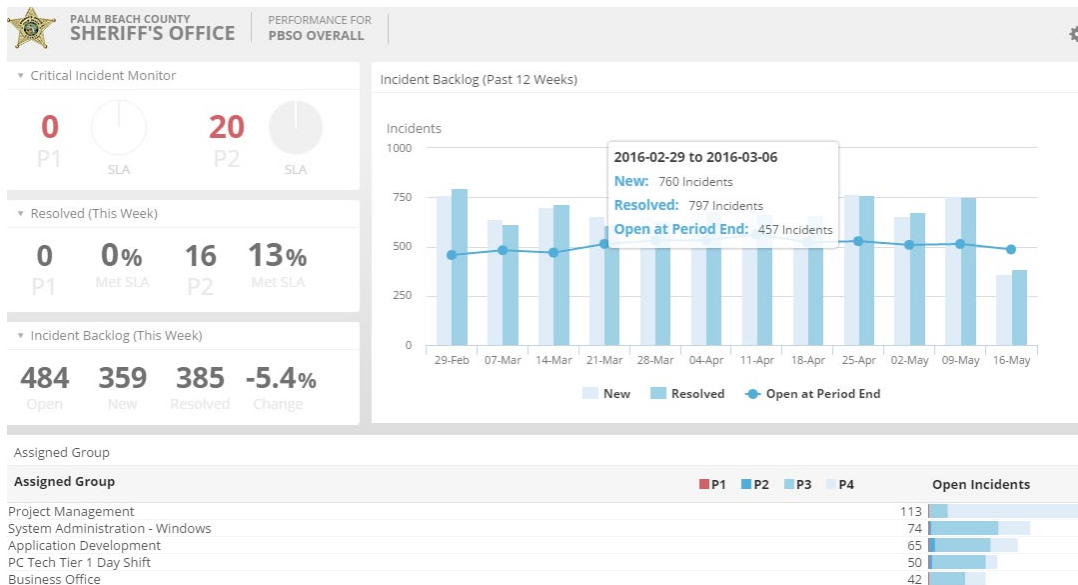 PALM BEACH COUNTY
SHERIFF'S OFFICE
PERFORMANCE FOR
PBSO OVERALL
Critical Incident Monitor
0
P1
SLA
20
P2
SLA
Resolved (This Week)
0 0% 16 13%
P1 Met SLA P2 Met SLA
Incident Backlog (This Week)
484 359 385 -5.4%
Open New Resolved Change
Incident Backlog (Past 12 Weeks)
Incidents
1000
750
500
250
0
2016-02-29 to 2016-03-06
New: 760 Incidents
Resolved: 797 Incidents
Open at Period End: 457 Incidents
29-Feb 07-Mar 14-Mar 21-Mar 28-Mar 04-Apr 11-Apr 18-Apr 25-Apr 02-May 09-May 16-May
New Resolved Open at Period End
Assigned Group
Assigned Group P1 P2 P3 P4 Open Incidents
Project Management 113
System Administration - Windows 74
Application Development 65
PC Tech Tier 1 Day Shift 50
Business Office 42